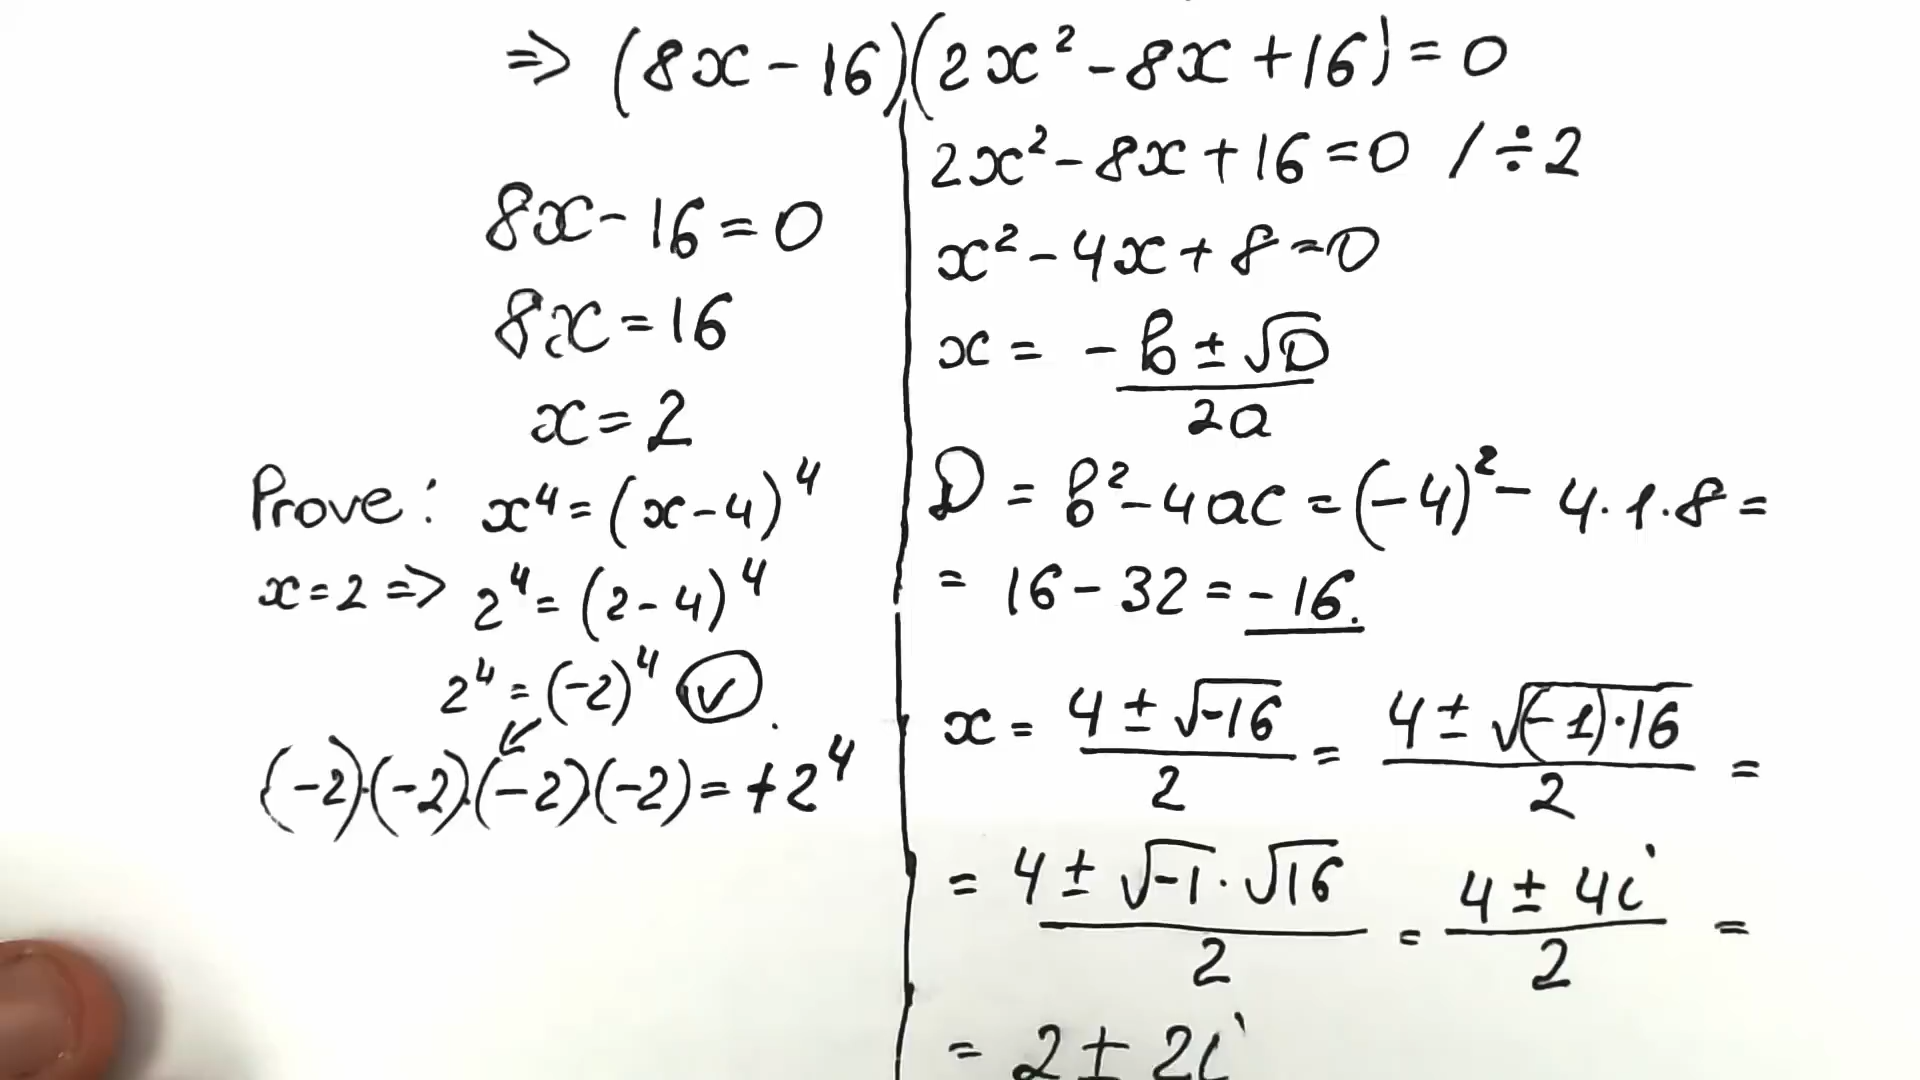 => (8x - 16)(2x² - 8x + 16) = 0
8x - 16 = 0
8x = 16
x = 2
Prove: x⁴ = (x - 4)⁴
x = 2 => 2⁴ = (2 - 4)⁴
2⁴ = (-2)⁴ ✓
(-2)·(-2)·(-2)(-2) = +2⁴
2x² - 8x + 16 = 0 / ÷2
x² - 4x + 8 = 0
x = (-b ± √D)/(2a)
D = b² - 4ac = (-4)² - 4·1·8 =
= 16 - 32 = -16.
x = (4 ± √-16)/2 = (4 ± √(-1)·16)/2 =
= (4 ± √-1 · √16)/2 = (4 ± 4i)/2 =
= 2 ± 2i